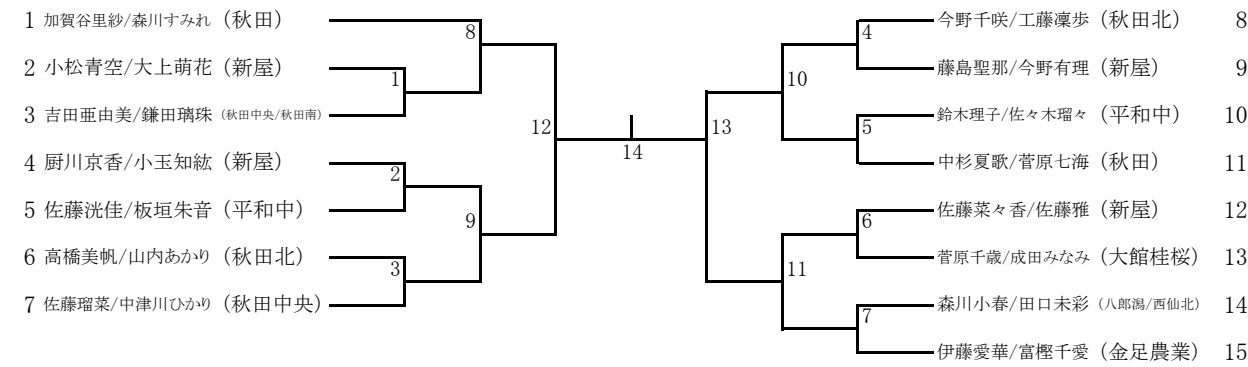 1 加賀谷里紗/森川すみれ (秋田)
2 小松青空/大上萌花 (新屋)
3 吉田亜由美/鎌田璃珠 (秋田中央/秋田南)
4 厨川京香/小玉知紘 (新屋)
5 佐藤洸佳/板垣朱音 (平和中)
6 高橋美帆/山内あかり (秋田北)
7 佐藤瑠菜/中津川ひかり (秋田中央)
8
1
2
9
3
12
14
13
10
4
5
11
6
7
今野千咲/工藤凜歩 (秋田北) 8
藤島聖那/今野有理 (新屋) 9
鈴木理子/佐々木瑠々 (平和中) 10
中杉夏歌/菅原七海 (秋田) 11
佐藤菜々香/佐藤雅 (新屋) 12
菅原千歳/成田みなみ (大館桂桜) 13
森川小春/田口未彩 (八郎潟/西仙北) 14
伊藤愛華/富樫千愛 (金足農業) 15